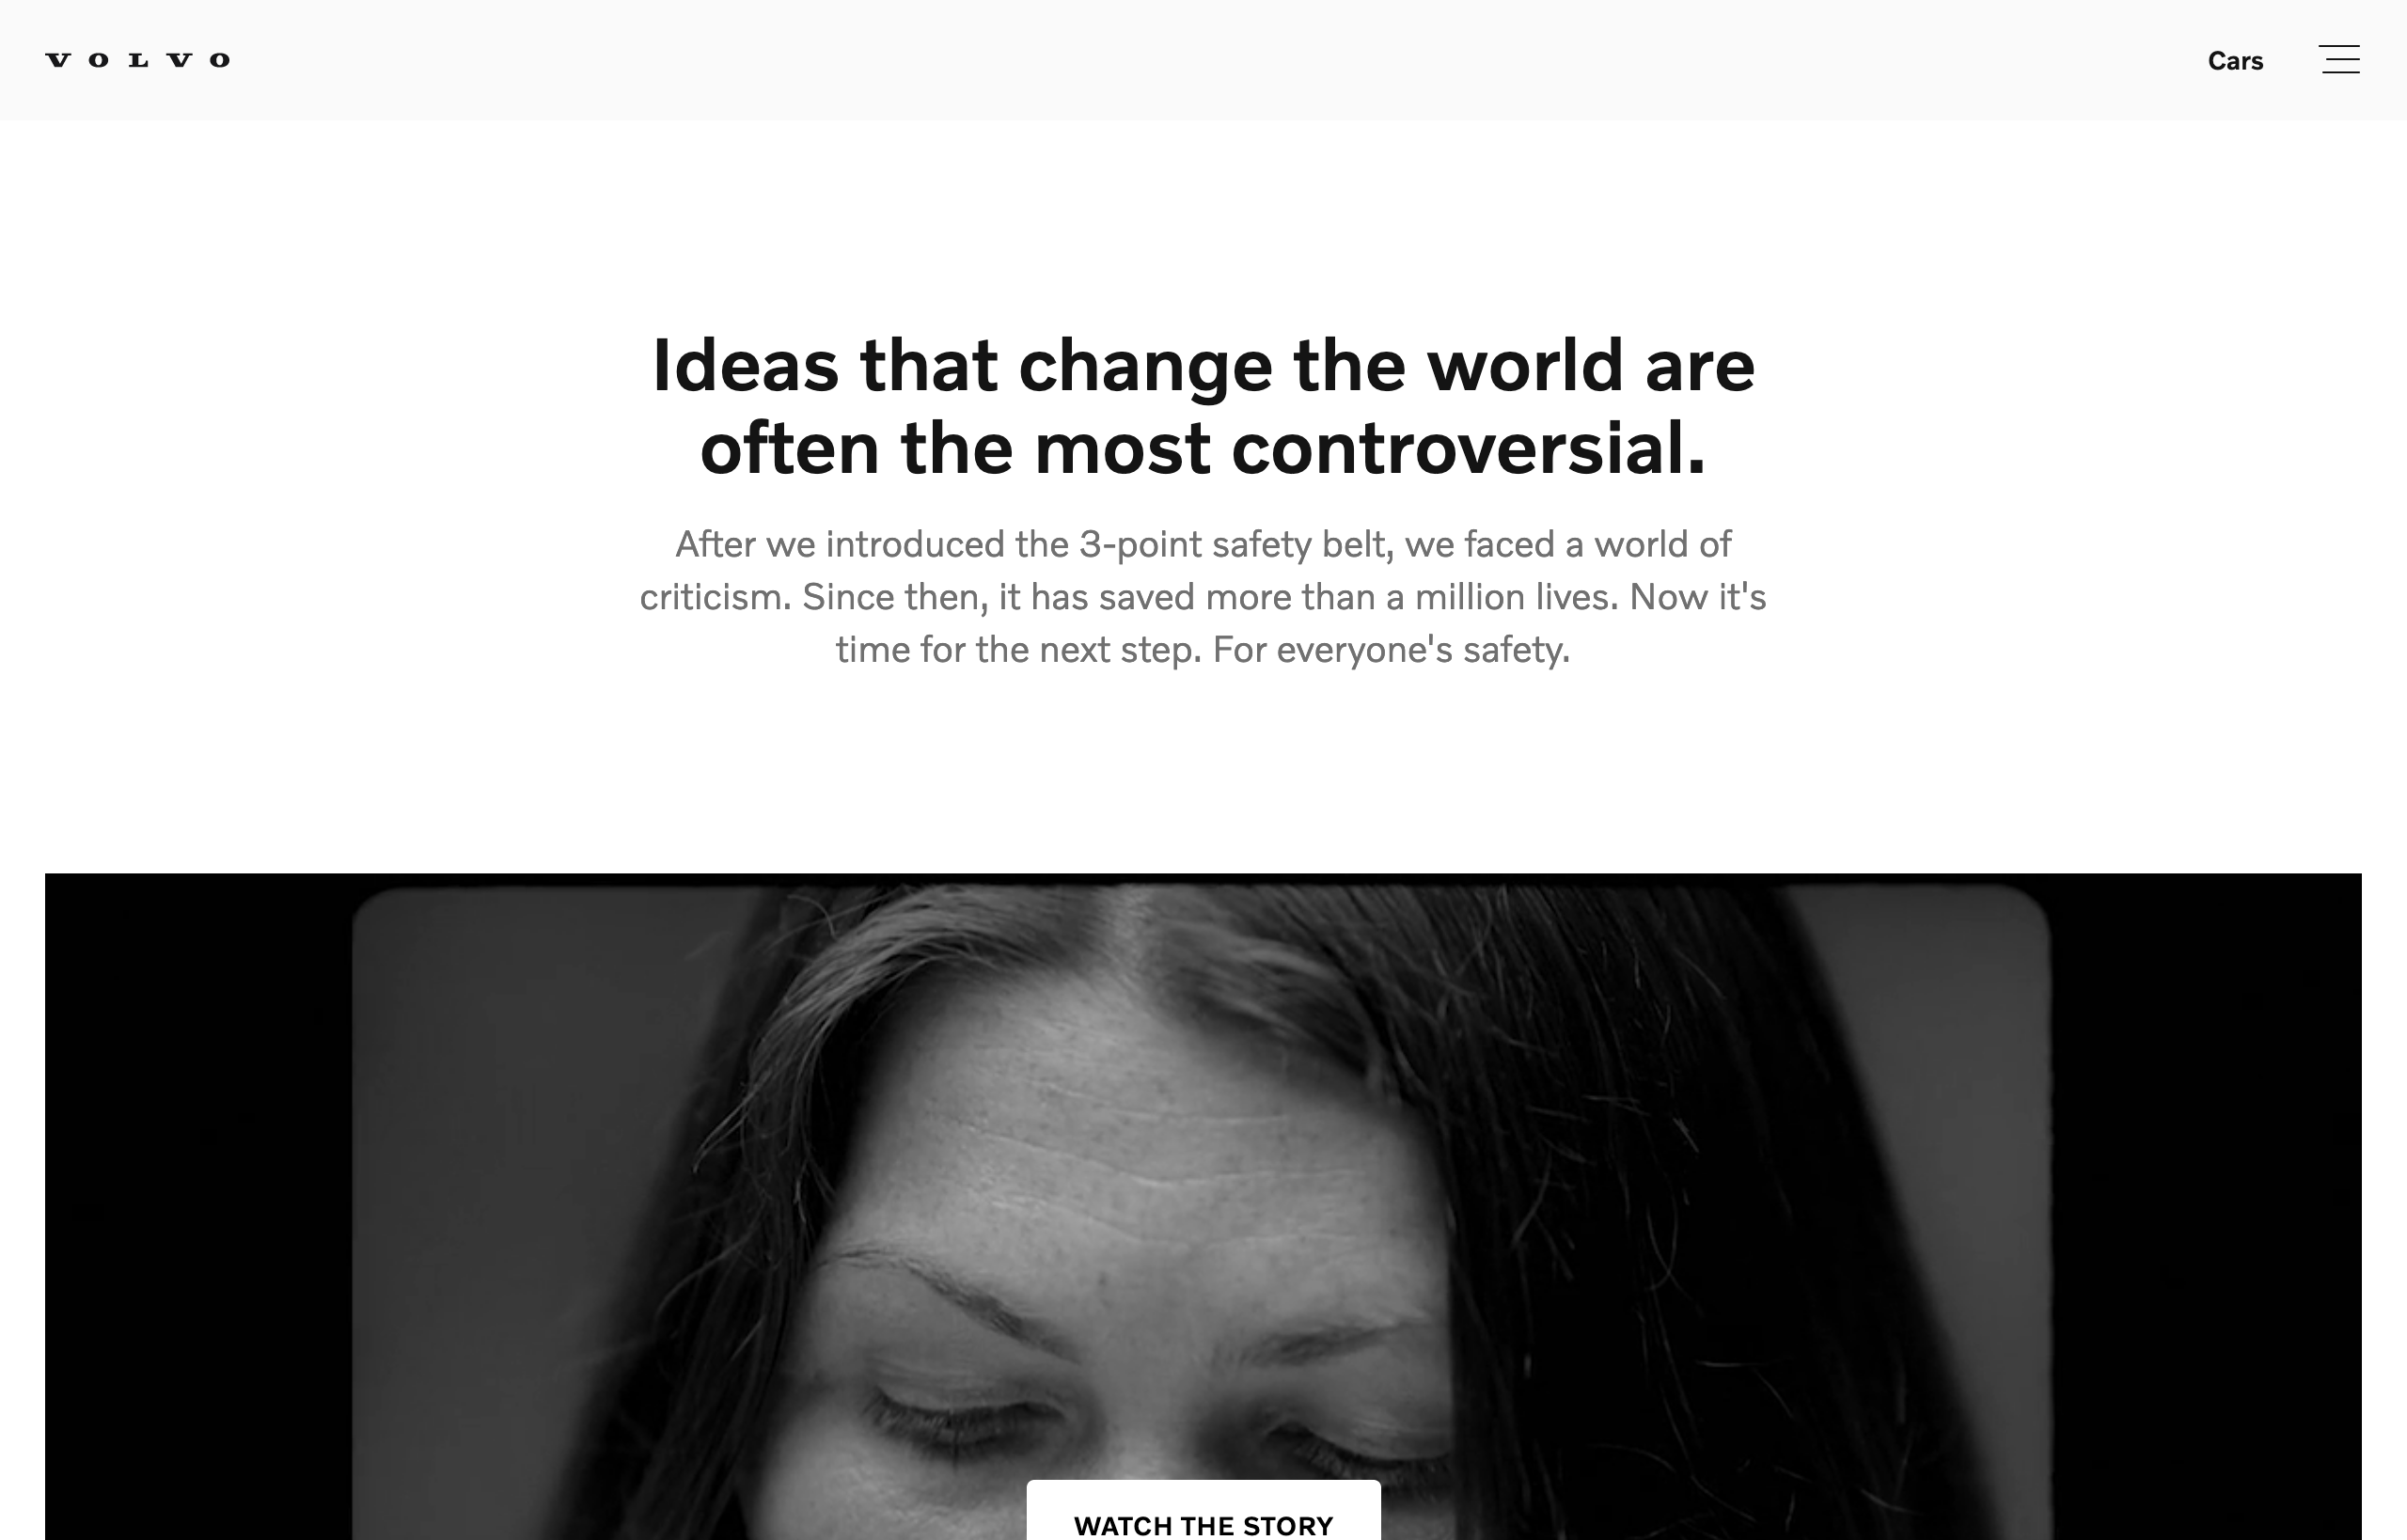 VOLVO
Cars
Ideas that change the world are
often the most controversial.
After we introduced the 3-point safety belt, we faced a world of
criticism. Since then, it has saved more than a million lives. Now it's
time for the next step. For everyone's safety.
WATCH THE STORY